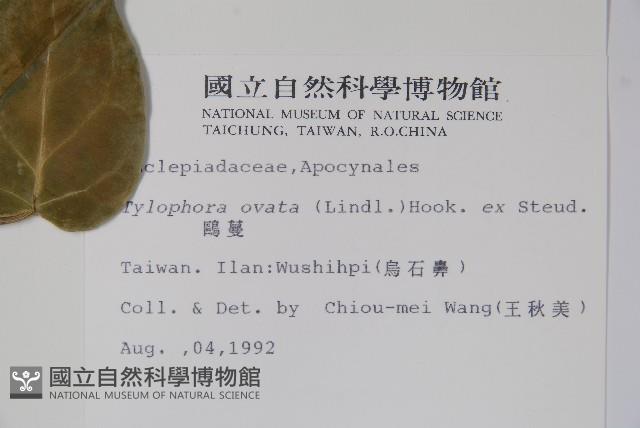 國立自然科學博物館
NATIONAL MUSEUM OF NATURAL SCIENCE
TAICHUNG, TAIWAN, R.O.CHINA
clepiadaceae,Apocynales
Tylophora ovata (Lindl.)Hook. ex Steud.
鷗蔓
Taiwan. Ilan:Wushihpi(烏石鼻)
Coll. & Det. by Chiou-mei Wang(王秋美)
Aug. ,04,1992
國立自然科學博物館
NATIONAL MUSEUM OF NATURAL SCIENCE